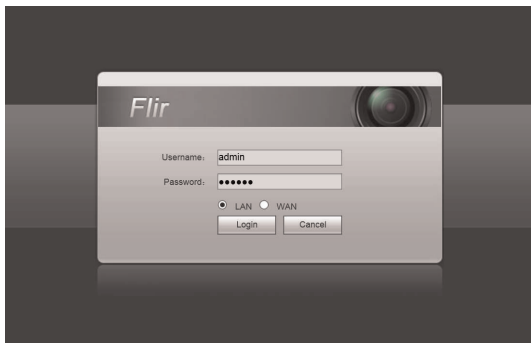 Flir
Username: admin
Password: ••••••
LAN WAN
Login Cancel